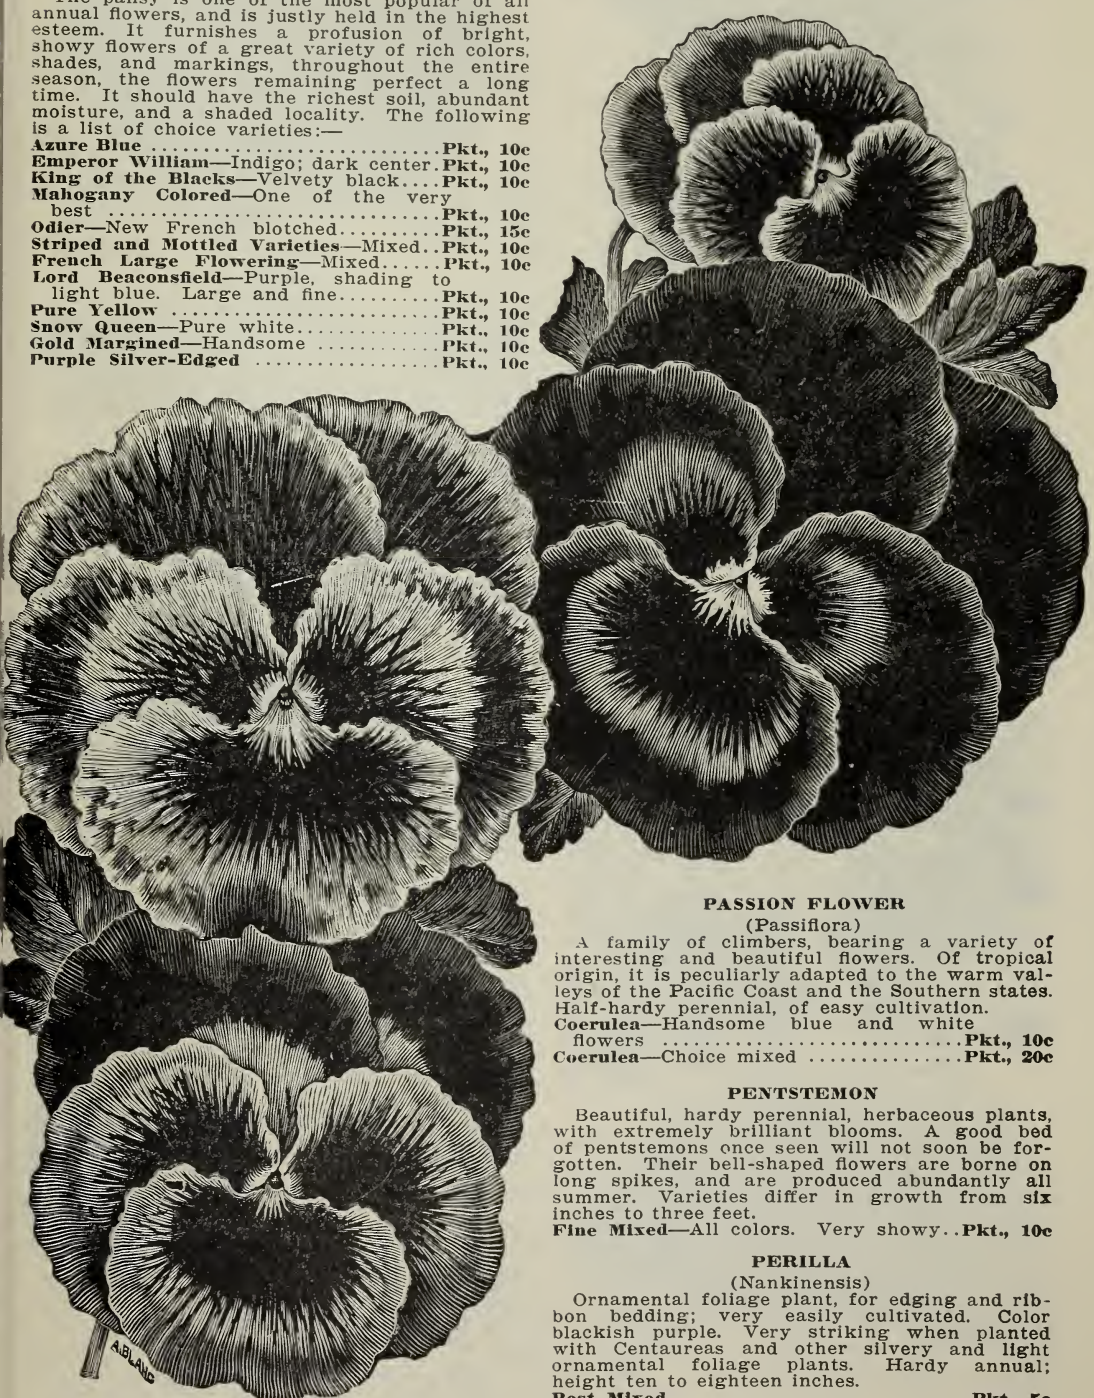 The pansy is one of the most popular of all
annual flowers, and is justly held in the highest
esteem. It furnishes a profusion of bright,
showy flowers of a great variety of rich colors,
shades, and markings, throughout the entire
season, the flowers remaining perfect a long
time. It should have the richest soil, abundant
moisture, and a shaded locality. The following
is a list of choice varieties:—
Azure Blue ..............................Pkt., 10c
Emperor William—Indigo; dark center.Pkt., 10c
King of the Blacks—Velvety black....Pkt., 10c
Mahogany Colored—One of the very
best ..................................Pkt., 10c
Odier—New French blotched..........Pkt., 15c
Striped and Mottled Varieties—Mixed..Pkt., 10c
French Large Flowering—Mixed......Pkt., 10c
Lord Beaconsfield—Purple, shading to
light blue. Large and fine..........Pkt., 10c
Pure Yellow ...........................Pkt., 10c
Snow Queen—Pure white..............Pkt., 10c
Gold Margined—Handsome ............Pkt., 10c
Purple Silver-Edged ..................Pkt., 10c
A.BLANC
PASSION FLOWER
(Passiflora)
A family of climbers, bearing a variety of
interesting and beautiful flowers. Of tropical
origin, it is peculiarly adapted to the warm val-
leys of the Pacific Coast and the Southern states.
Half-hardy perennial, of easy cultivation.
Coerulea—Handsome blue and white
flowers .............................Pkt., 10c
Coerulea—Choice mixed ...............Pkt., 20c
PENTSTEMON
Beautiful, hardy perennial, herbaceous plants,
with extremely brilliant blooms. A good bed
of pentstemons once seen will not soon be for-
gotten. Their bell-shaped flowers are borne on
long spikes, and are produced abundantly all
summer. Varieties differ in growth from six
inches to three feet.
Fine Mixed—All colors. Very showy..Pkt., 10c
PERILLA
(Nankinensis)
Ornamental foliage plant, for edging and rib-
bon bedding; very easily cultivated. Color
blackish purple. Very striking when planted
with Centaureas and other silvery and light
ornamental foliage plants. Hardy annual;
height ten to eighteen inches.
Best Mixed Pkt., 5c